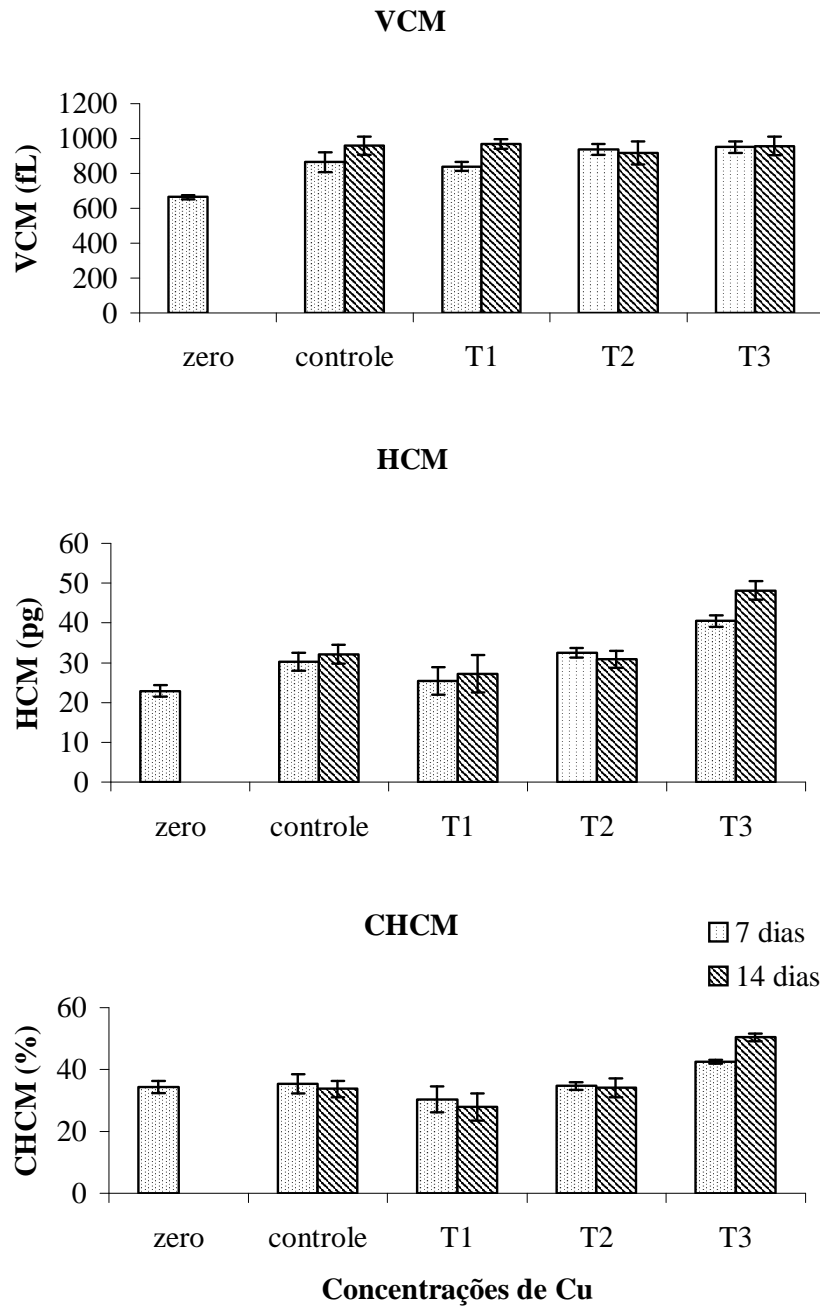 VCM
VCM (fL)
1200
1000
800
600
400
200
0
zero controle T1 T2 T3
HCM
HCM (pg)
60
50
40
30
20
10
0
zero controle T1 T2 T3
CHCM
7 dias
14 dias
CHCM (%)
60
40
20
0
zero controle T1 T2 T3
Concentrações de Cu